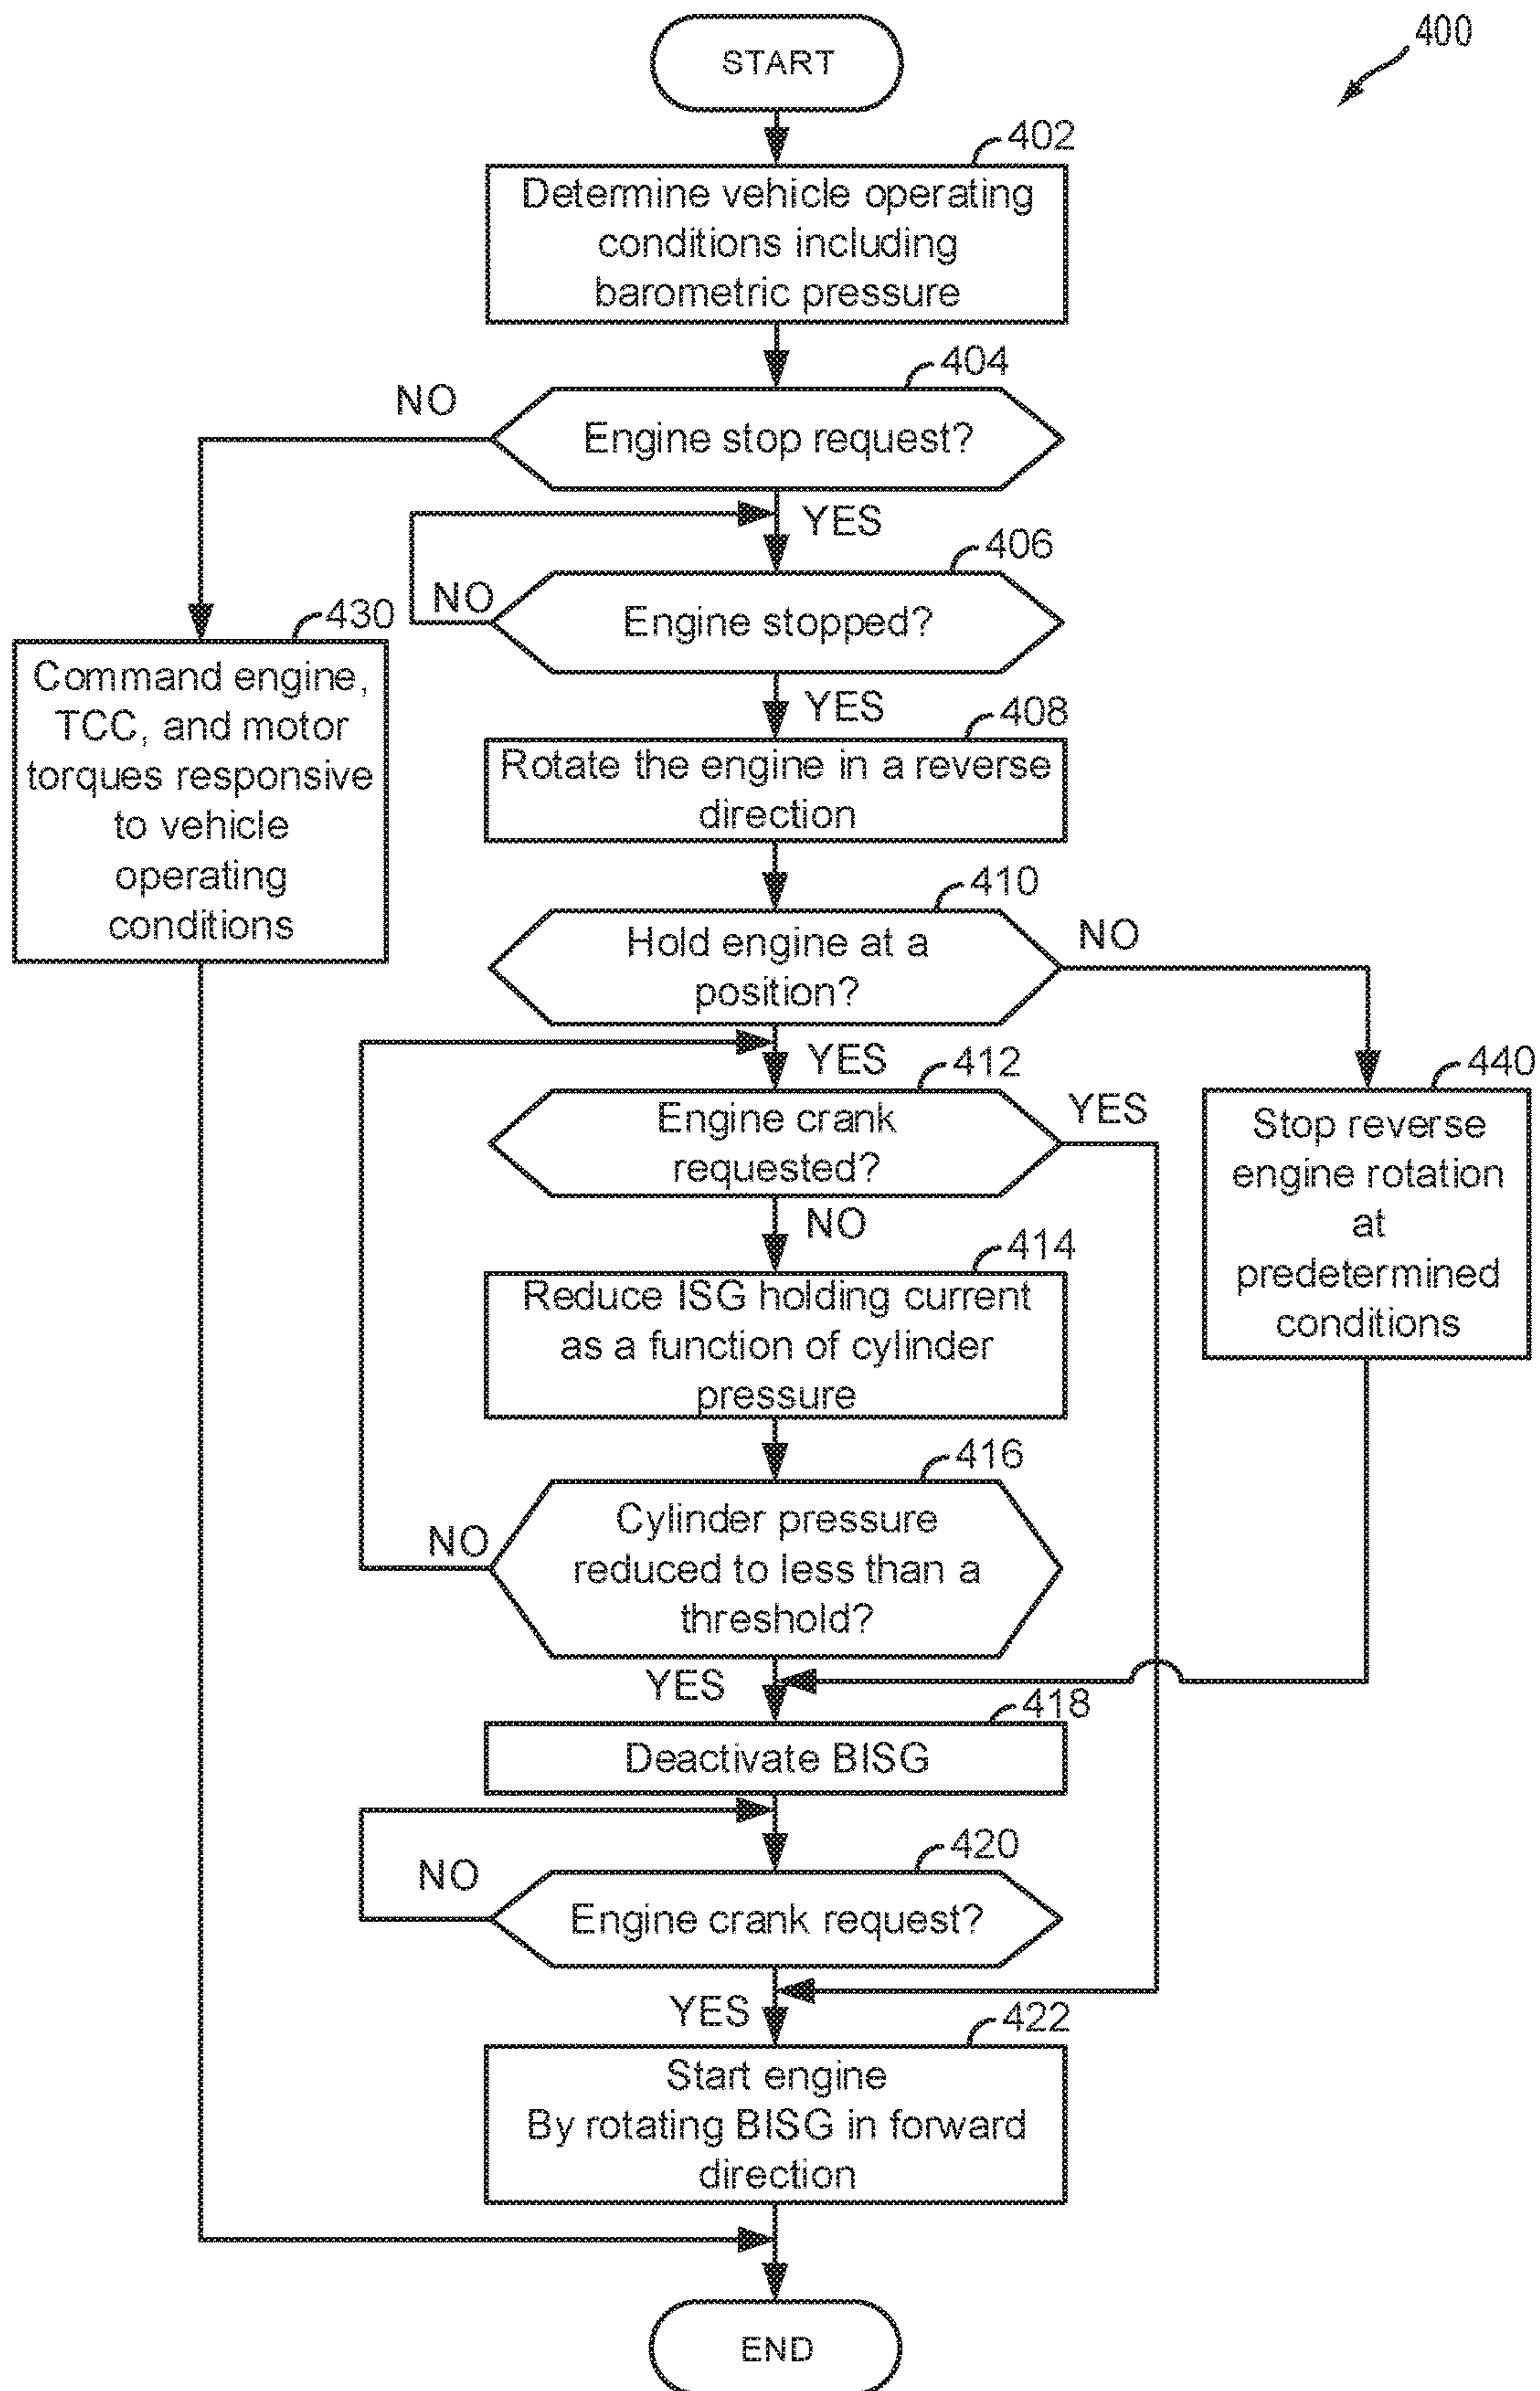 400
START
402
Determine vehicle operating
conditions including
barometric pressure
404
NO
Engine stop request?
YES
406
NO
Engine stopped?
430
Command engine,
TCC, and motor
torques responsive
to vehicle
operating
conditions
YES
408
Rotate the engine in a reverse
direction
410
Hold engine at a
position?
NO
YES
412
Engine crank
requested?
YES
440
Stop reverse
engine rotation
at
predetermined
conditions
NO
414
Reduce ISG holding current
as a function of cylinder
pressure
416
NO
Cylinder pressure
reduced to less than a
threshold?
YES
418
Deactivate BISG
420
NO
Engine crank request?
YES
422
Start engine
By rotating BISG in forward
direction
END